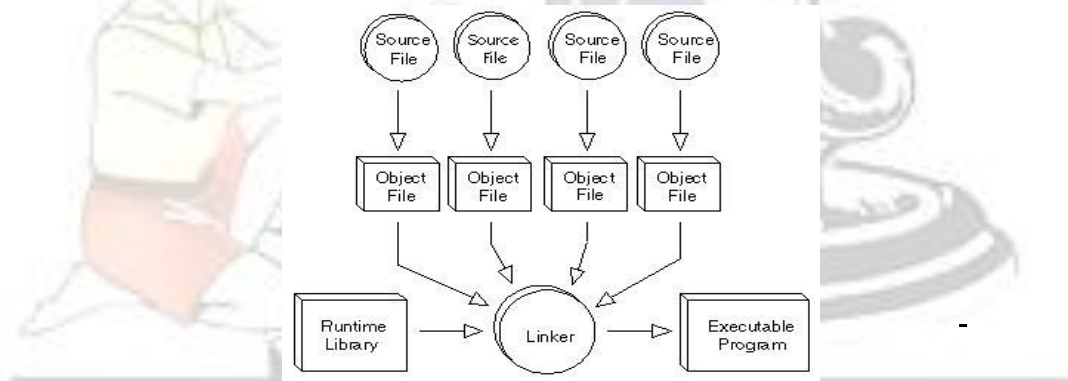 Source File
Source file
Source File
Source File
Object File
Object File
Object File
Object File
Runtime Library
Linker
Executable Program
-